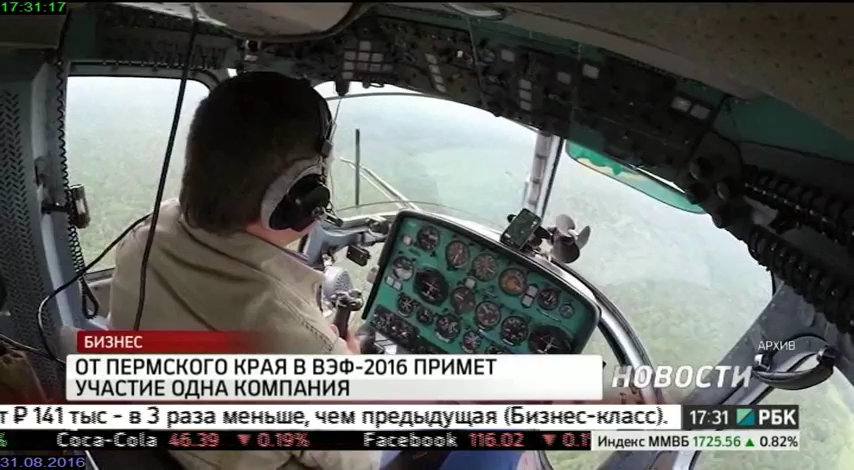 17:31:17
АРХИВ
БИЗНЕС
ОТ ПЕРМСКОГО КРАЯ В ВЭФ-2016 ПРИМЕТ
УЧАСТИЕ ОДНА КОМПАНИЯ
НОВОСТИ
т ₽ 141 тыс - в 3 раза меньше, чем предыдущая (Бизнес-класс).
17:31 РБК
% Coca-Cola 46.39 ▼ 0.19% Facebook 116.02 ▼ 0.1
Индекс ММВБ 1725.56 ▲ 0.82%
31.08.2016